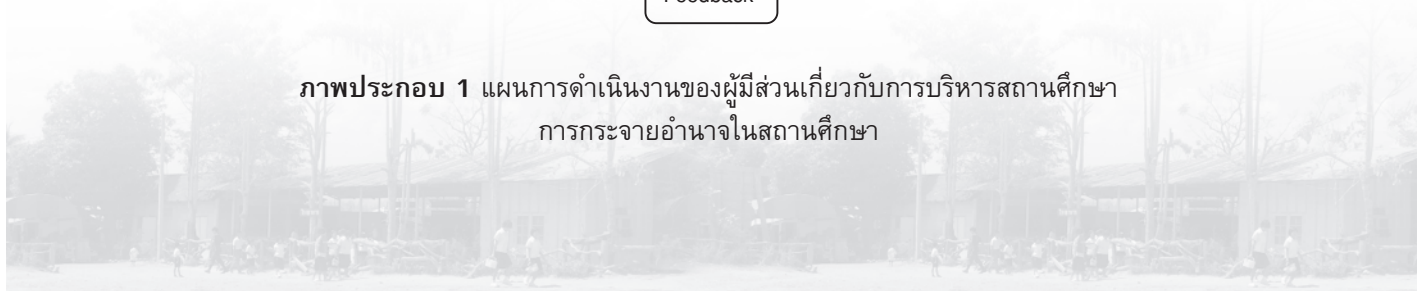 Feedback
ภาพประกอบ 1 แผนการดำเนินงานของผู้มีส่วนเกี่ยวกับการบริหารสถานศึกษา
การกระจายอำนาจในสถานศึกษา